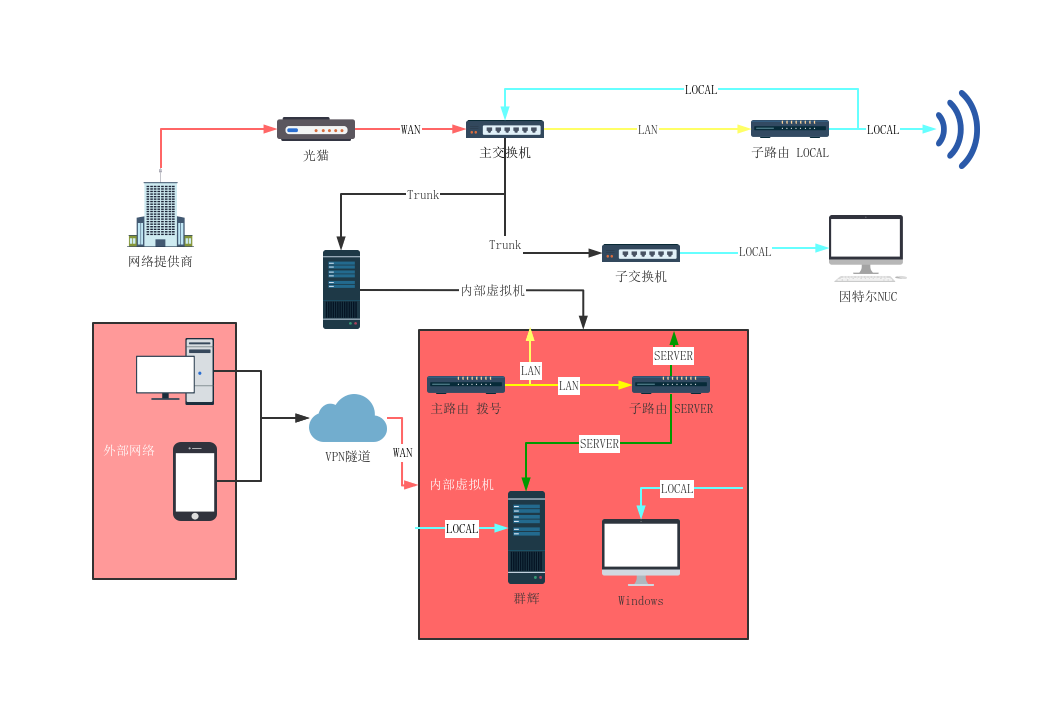 LOCAL
WAN
LAN
LOCAL
光猫
主交换机
子路由 LOCAL
Trunk
Trunk
LOCAL
网络提供商
子交换机
内部虚拟机
因特尔NUC
SERVER
LAN
LAN
主路由 拨号
子路由 SERVER
外部网络
VPN隧道
WAN
SERVER
内部虚拟机
LOCAL
LOCAL
群辉
Windows